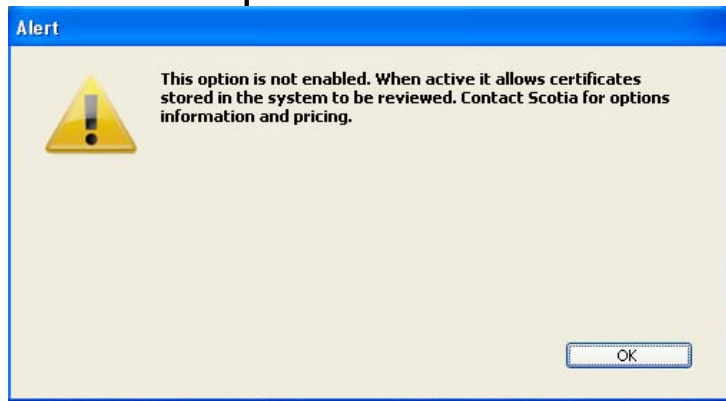 Alert
This option is not enabled. When active it allows certificates
stored in the system to be reviewed. Contact Scotia for options
information and pricing.
OK